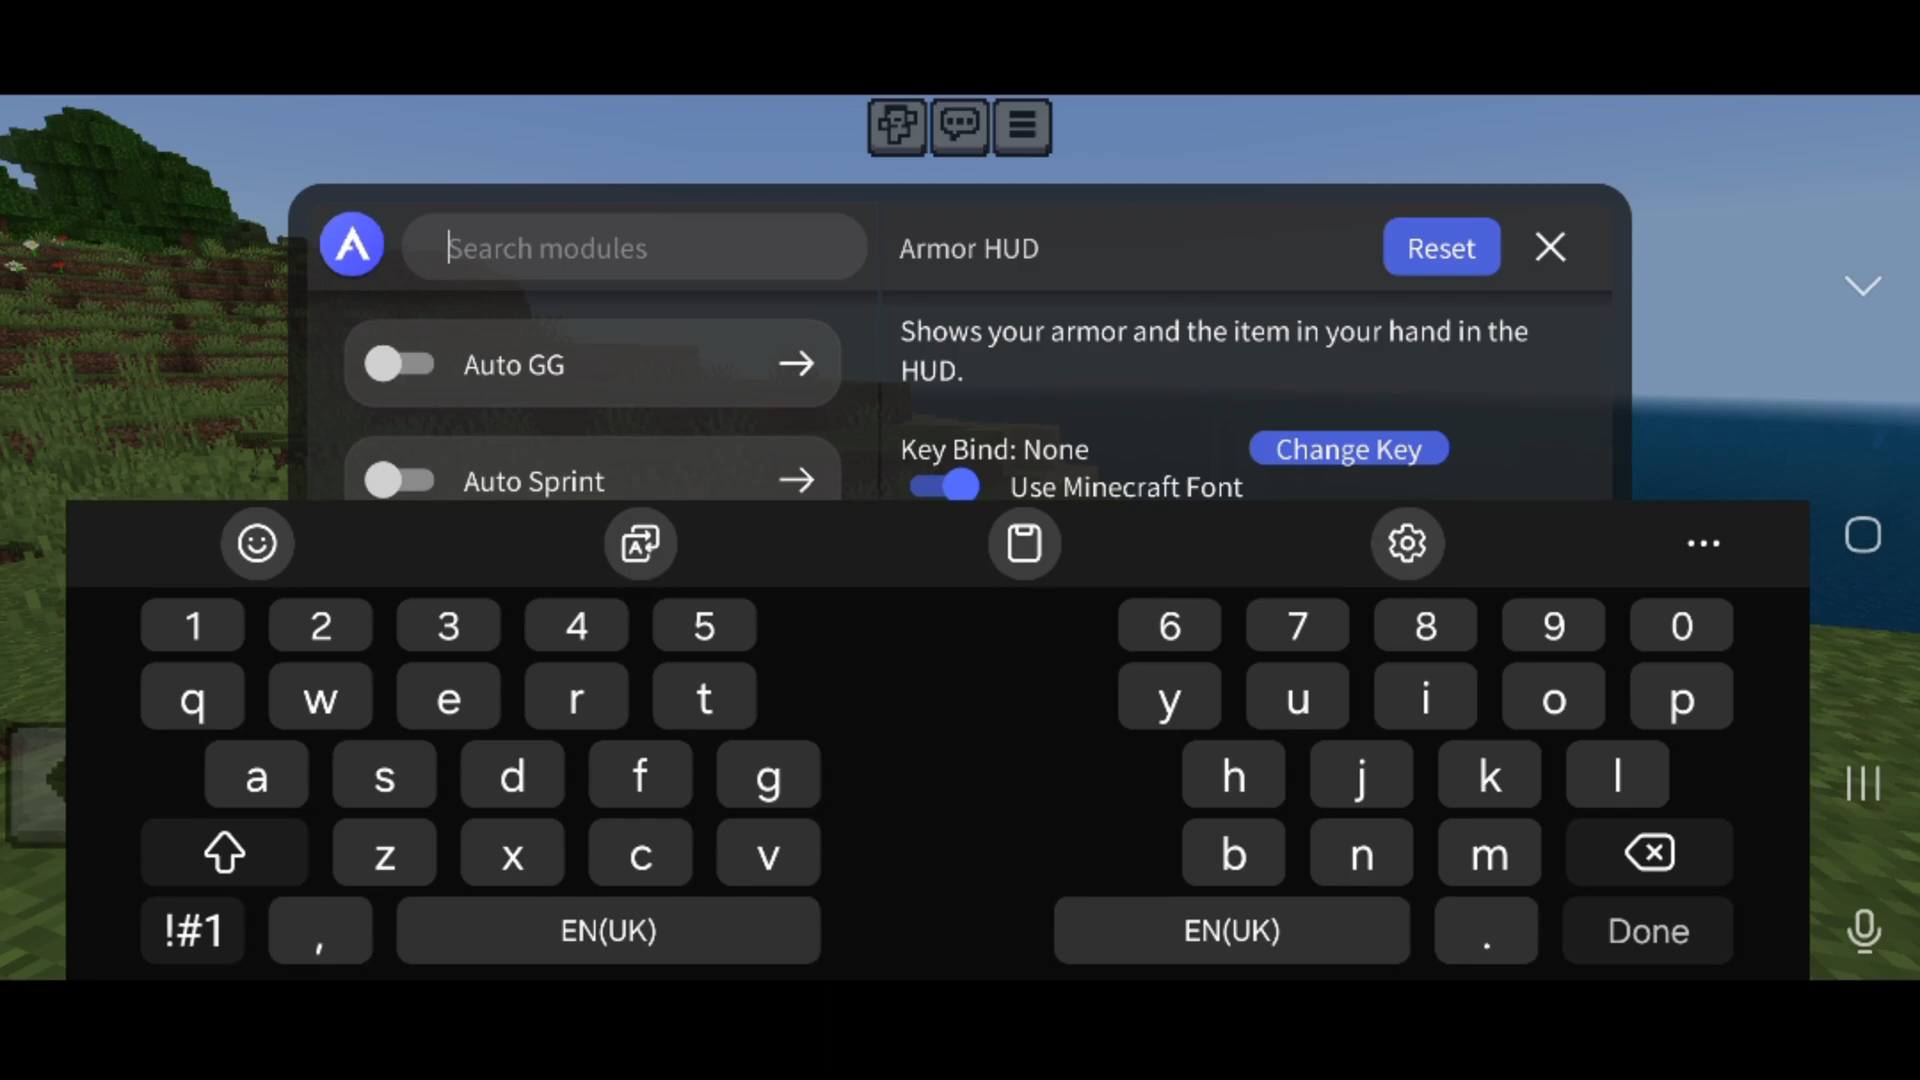 Search modules
Armor HUD
Reset
Auto GG
Auto Sprint
Shows your armor and the item in your hand in the
HUD.
Key Bind: None
Change Key
Use Minecraft Font
1 2 3 4 5 6 7 8 9 0
q w e r t y u i o p
a s d f g h j k l
z x c v b n m
!#1 , EN(UK) EN(UK) . Done